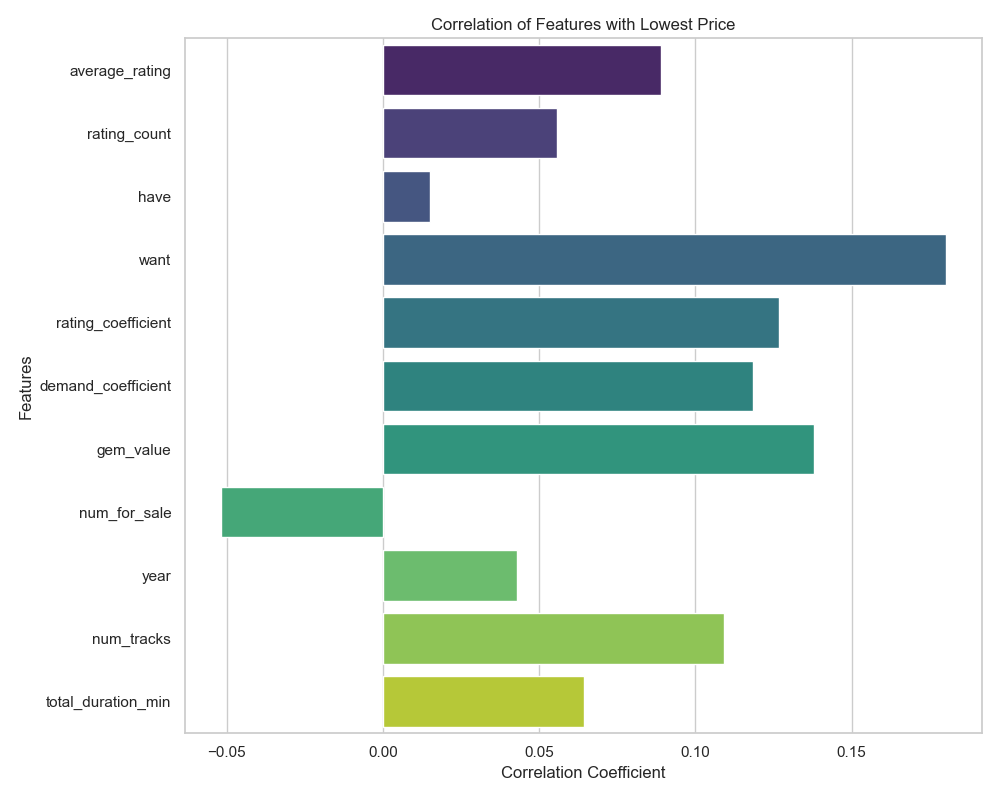 Correlation of Features with Lowest Price
average_rating
rating_count
have
want
rating_coefficient
demand_coefficient
gem_value
num_for_sale
year
num_tracks
total_duration_min
Features
−0.05 0.00 0.05 0.10 0.15
Correlation Coefficient